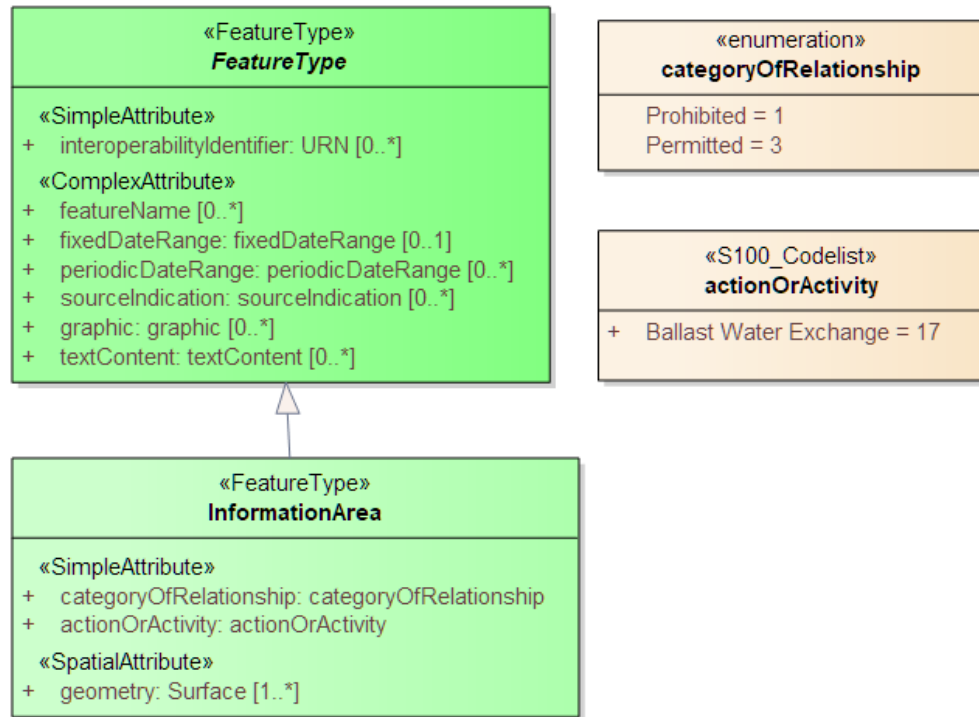 «FeatureType»
FeatureType
«SimpleAttribute»
+ interoperabilityIdentifier: URN [0..*]
«ComplexAttribute»
+ featureName [0..*]
+ fixedDateRange: fixedDateRange [0..1]
+ periodicDateRange: periodicDateRange [0..*]
+ sourceIndication: sourceIndication [0..*]
+ graphic: graphic [0..*]
+ textContent: textContent [0..*]
«enumeration»
categoryOfRelationship
Prohibited = 1
Permitted = 3
«S100_Codelist»
actionOrActivity
+ Ballast Water Exchange = 17
«FeatureType»
InformationArea
«SimpleAttribute»
+ categoryOfRelationship: categoryOfRelationship
+ actionOrActivity: actionOrActivity
«SpatialAttribute»
+ geometry: Surface [1..*]